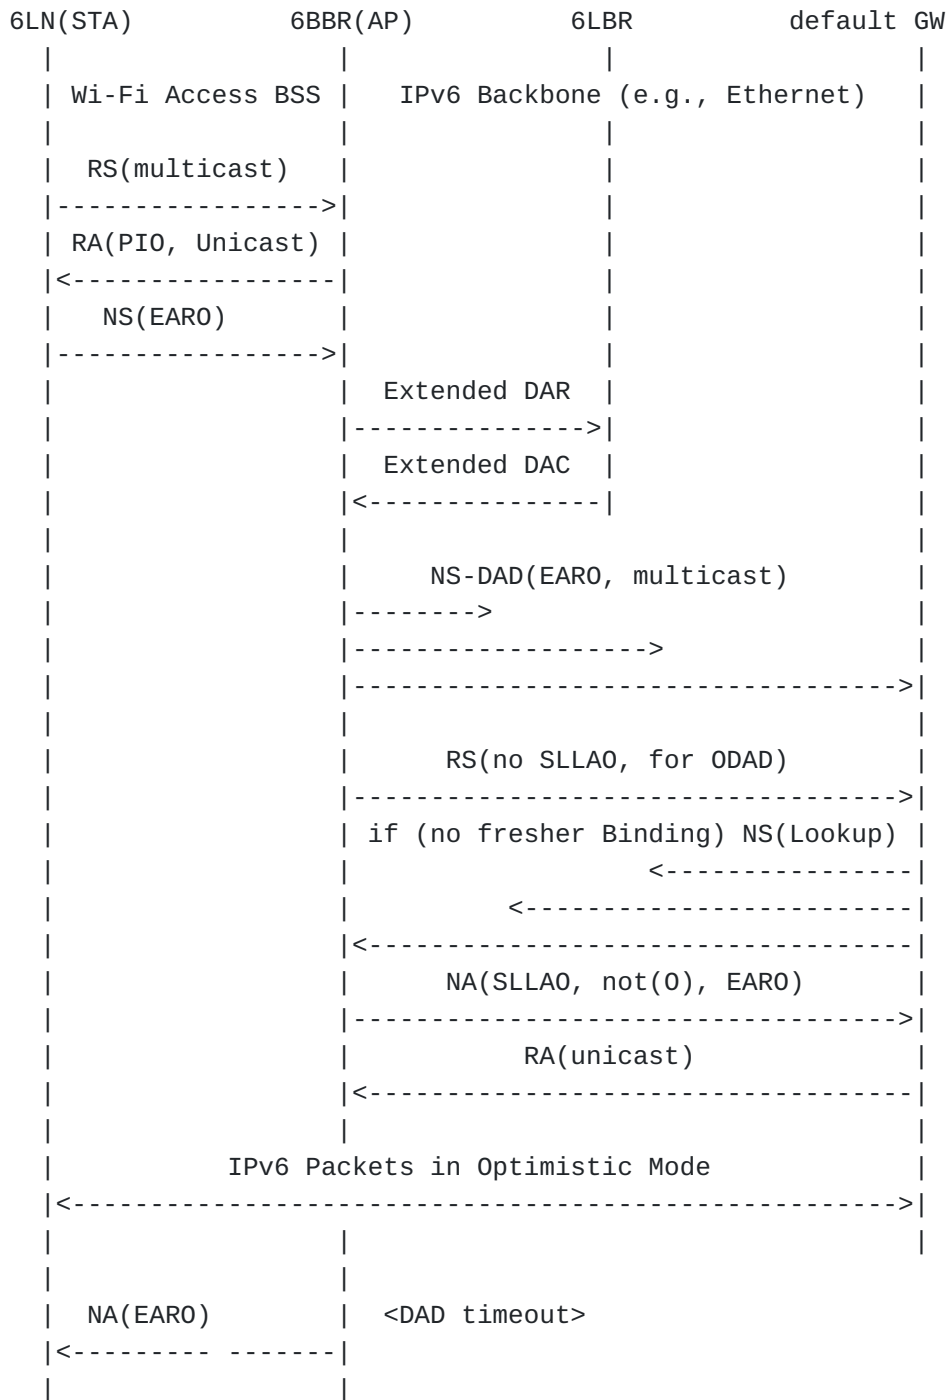 6LN(STA) 6BBR(AP) 6LBR default GW
Wi-Fi Access BSS IPv6 Backbone (e.g., Ethernet)
RS(multicast)
RA(PIO, Unicast)
NS(EARO)
Extended DAR
Extended DAC
NS-DAD(EARO, multicast)
RS(no SLLAO, for ODAD)
if (no fresher Binding) NS(Lookup)
NA(SLLAO, not(O), EARO)
RA(unicast)
IPv6 Packets in Optimistic Mode
NA(EARO) <DAD timeout>